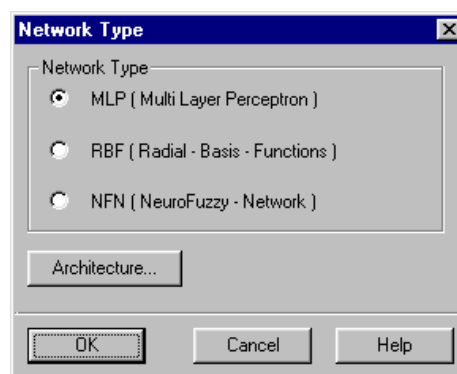 Network Type
Network Type
MLP ( Multi Layer Perceptron )
RBF ( Radial - Basis - Functions )
NFN ( NeuroFuzzy - Network )
Architecture...
OK Cancel Help